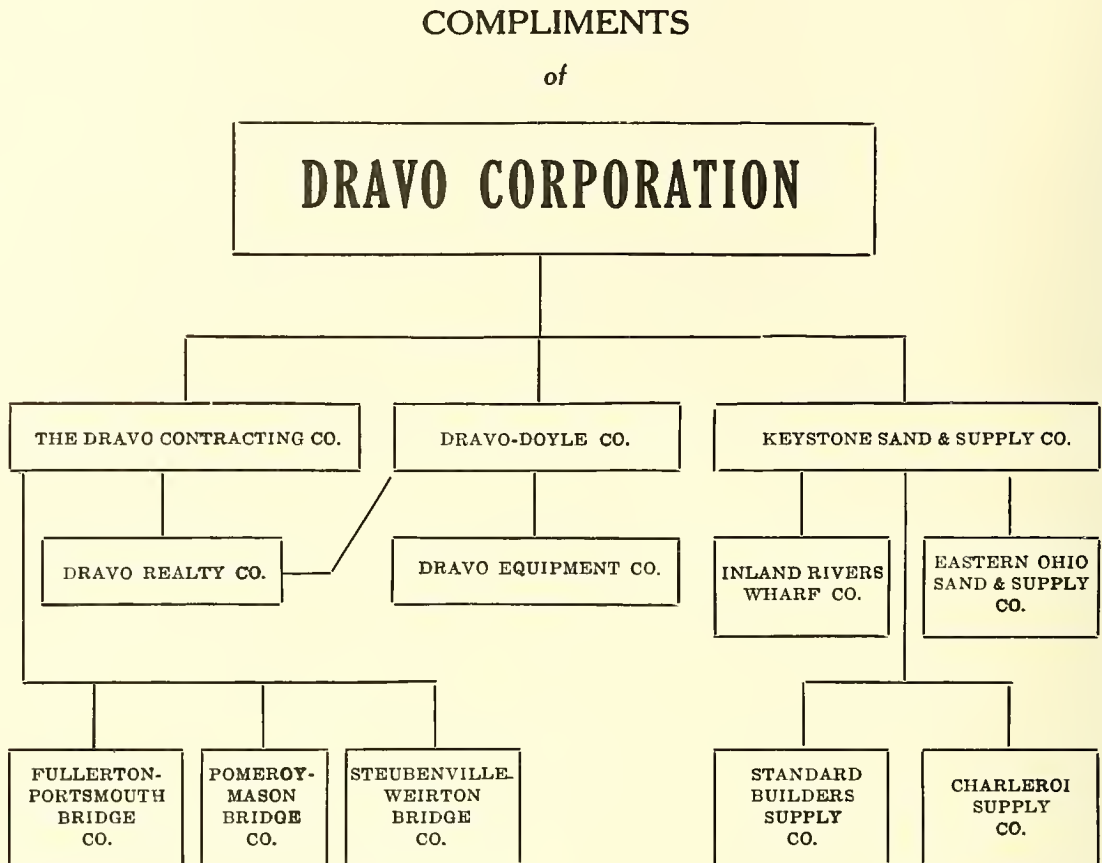 COMPLIMENTS
of
DRAVO CORPORATION
THE DRAVO CONTRACTING CO.
DRAVO-DOYLE CO.
KEYSTONE SAND & SUPPLY CO.
DRAVO REALTY CO.
DRAVO EQUIPMENT CO.
INLAND RIVERS
WHARF CO.
EASTERN OHIO
SAND & SUPPLY
CO.
FULLERTON-
PORTSMOUTH
BRIDGE
CO.
POMEROY-
MASON
BRIDGE
CO.
STEUBENVILLE-
WEIRTON
BRIDGE
CO.
STANDARD
BUILDERS
SUPPLY
CO.
CHARLEROI
SUPPLY
CO.